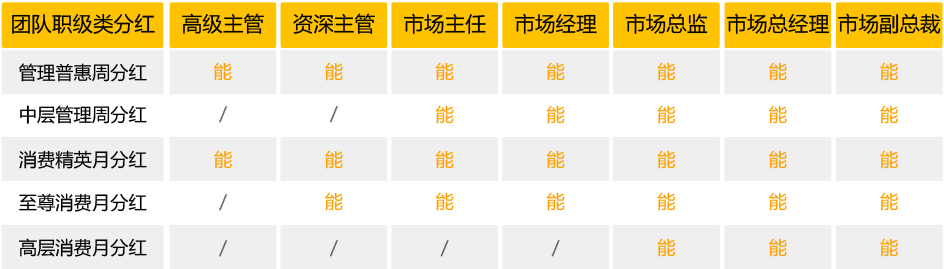 团队职级类分红 高级主管 资深主管 市场主任 市场经理 市场总监 市场总经理 市场副总裁
管理普惠周分红 能 能 能 能 能 能 能
中层管理周分红 / / 能 能 能 能 能
消费精英月分红 能 能 能 能 能 能 能
至尊消费月分红 / 能 能 能 能 能 能
高层消费月分红 / / / / 能 能 能